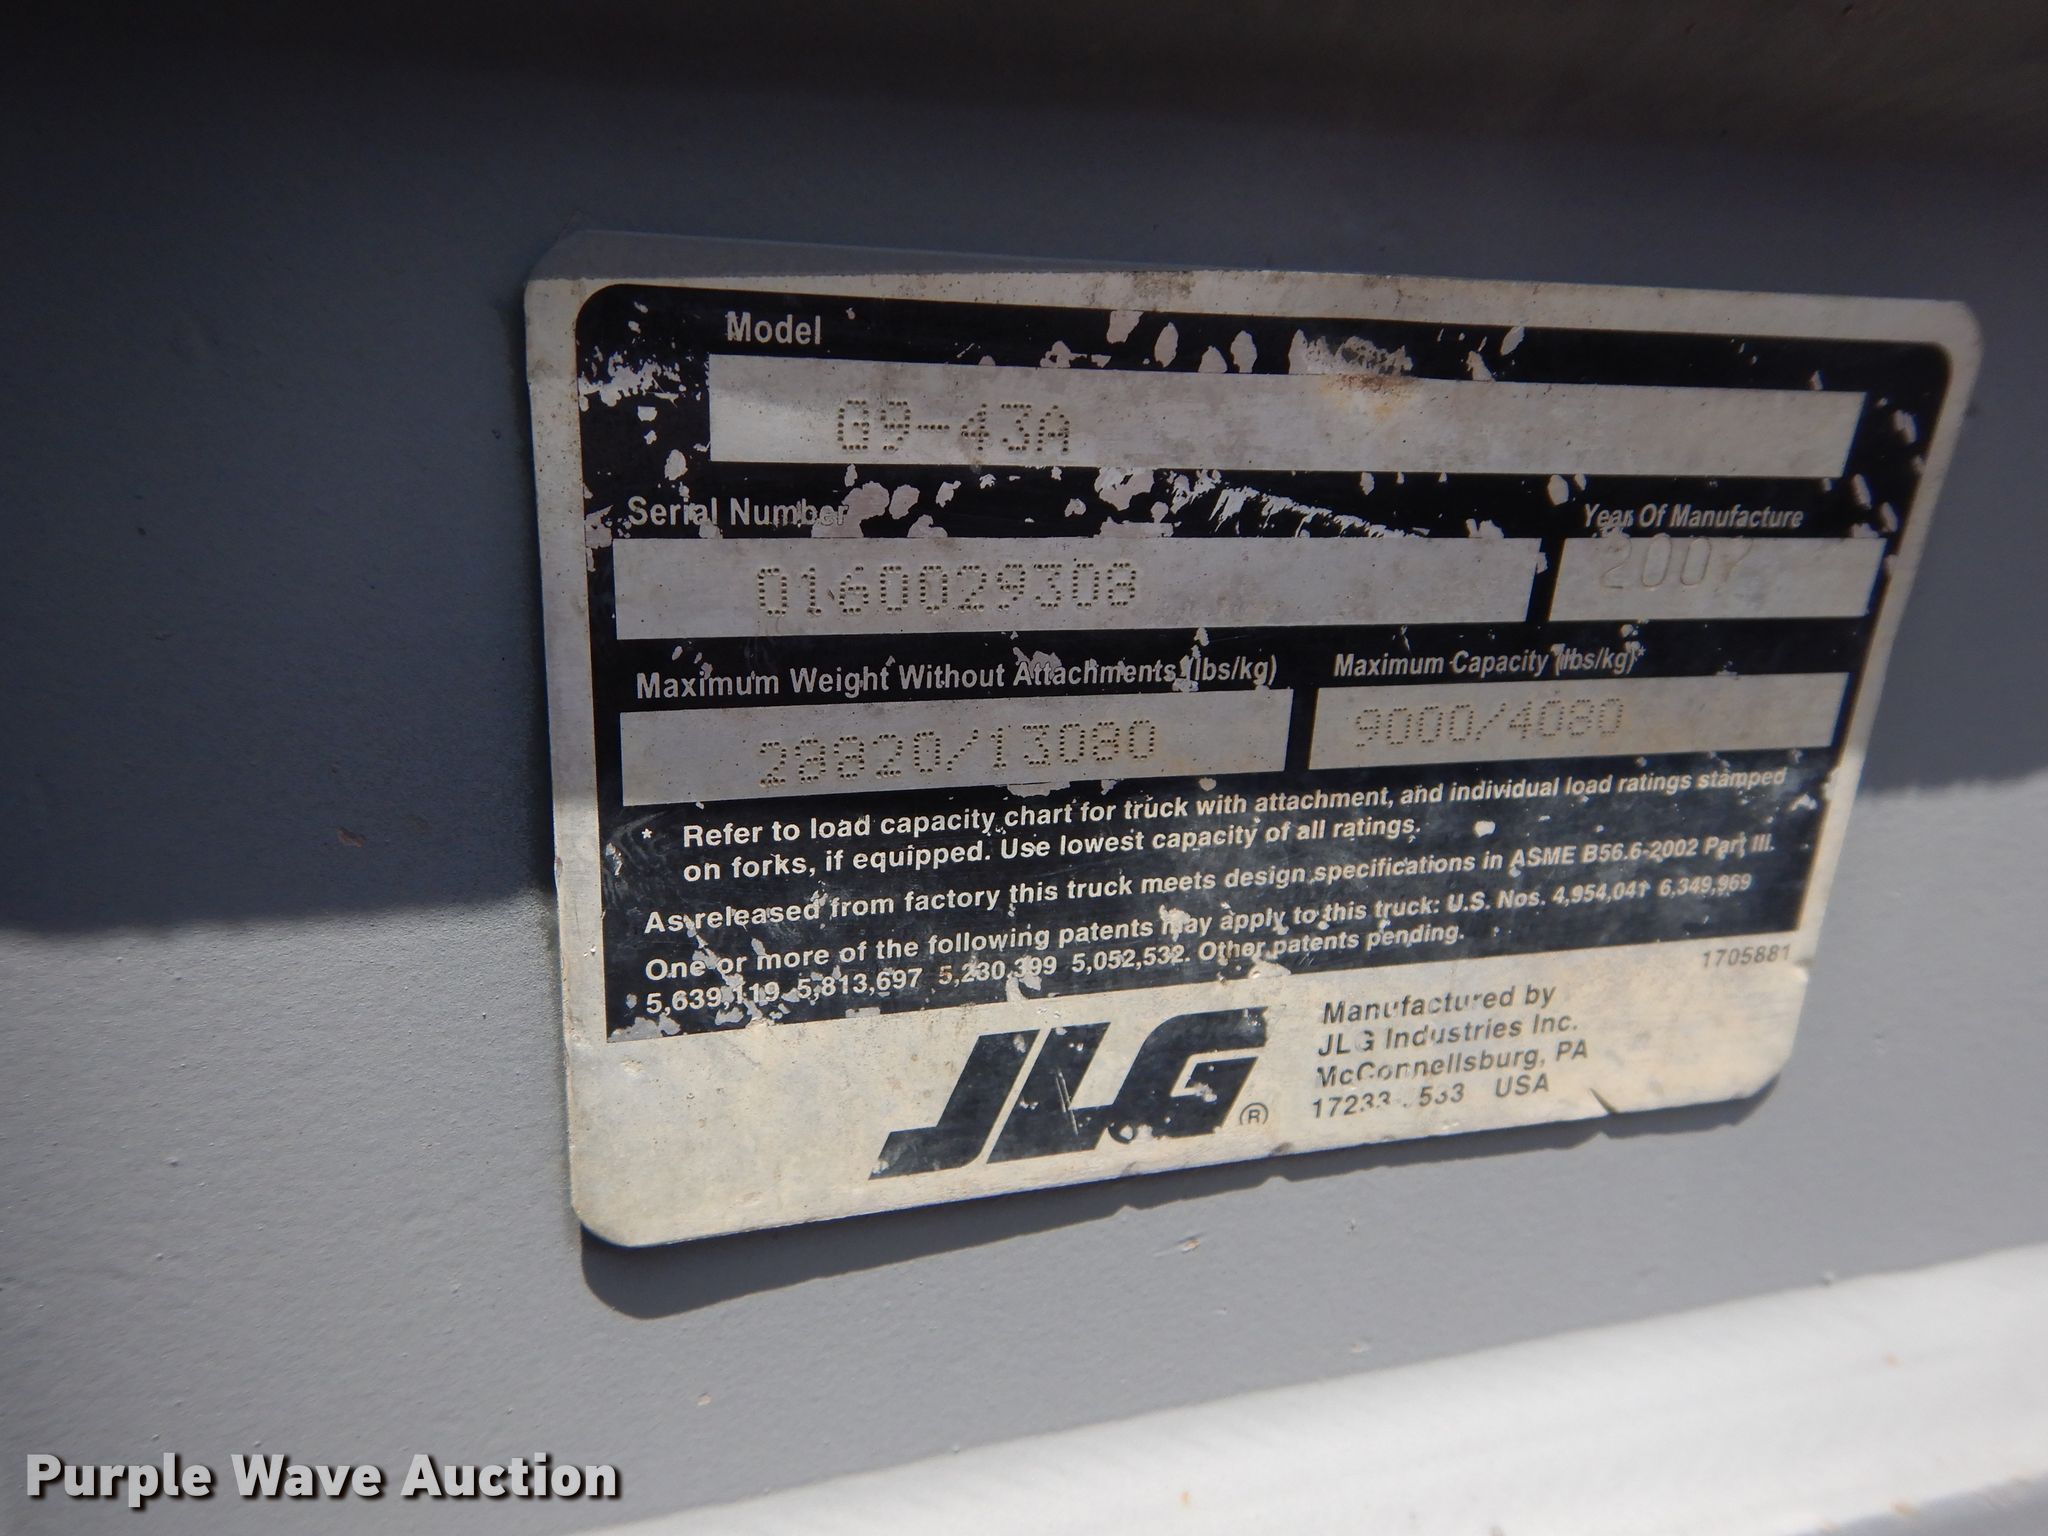 Model
G9-43A
Serial Number Year Of Manufacture
0160029308 2007
Maximum Weight Without Attachments (lbs/kg) Maximum Capacity (lbs/kg)*
28820/13080 9000/4080
* Refer to load capacity chart for truck with attachment, and individual load ratings stamped
on forks, if equipped. Use lowest capacity of all ratings.
As released from factory this truck meets design specifications in ASME B56.6-2002 Part III.
One or more of the following patents may apply to this truck: U.S. Nos. 4,954,041 6,349,969
5,639,119 5,813,697 5,230,399 5,052,532. Other patents pending.
1705881
JLG®
Manufactured by
JLG Industries Inc.
McConnellsburg, PA
17233 USA
Purple Wave Auction